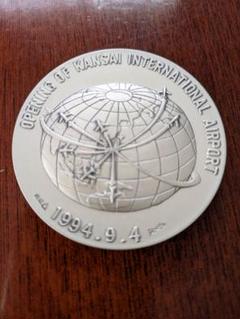 OPENING OF KANSAI INTERNATIONAL AIRPORT
1994.9.4